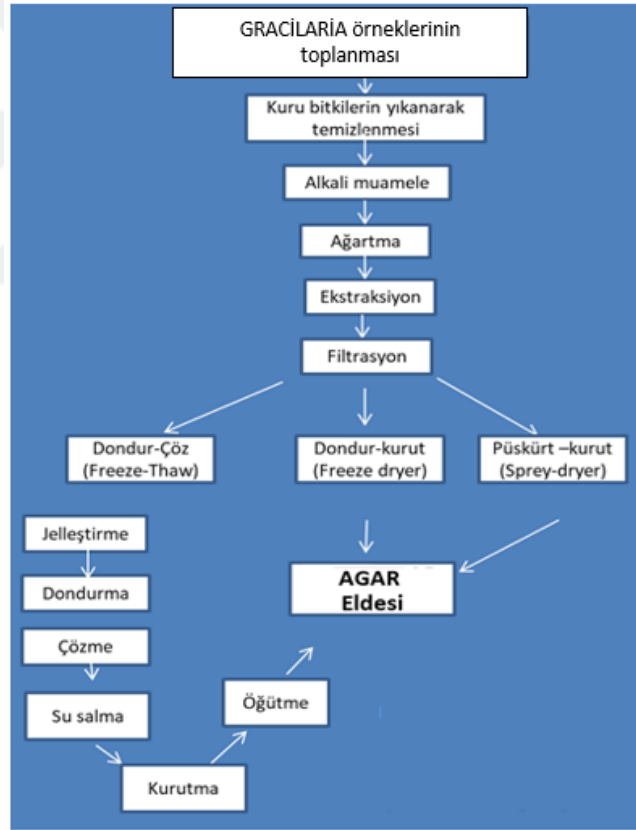 GRACİLARİA örneklerinin
toplanması
Kuru bitkilerin yıkanarak
temizlenmesi
Alkali muamele
Ağartma
Ekstraksiyon
Filtrasyon
Dondur-Çöz
(Freeze-Thaw)
Dondur-kurut
(Freeze dryer)
Püskürt –kurut
(Sprey-dryer)
Jelleştirme
Dondurma
Çözme
Su salma
Kurutma
Öğütme
AGAR
Eldesi